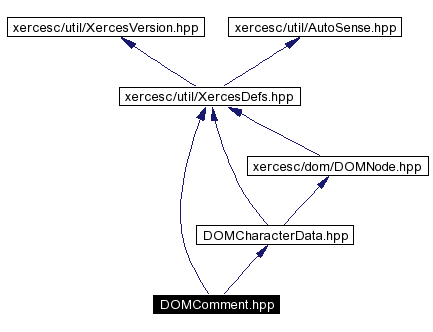 xercesc/util/XercesVersion.hpp
xercesc/util/AutoSense.hpp
xercesc/util/XercesDefs.hpp
xercesc/dom/DOMNode.hpp
DOMCharacterData.hpp
DOMComment.hpp